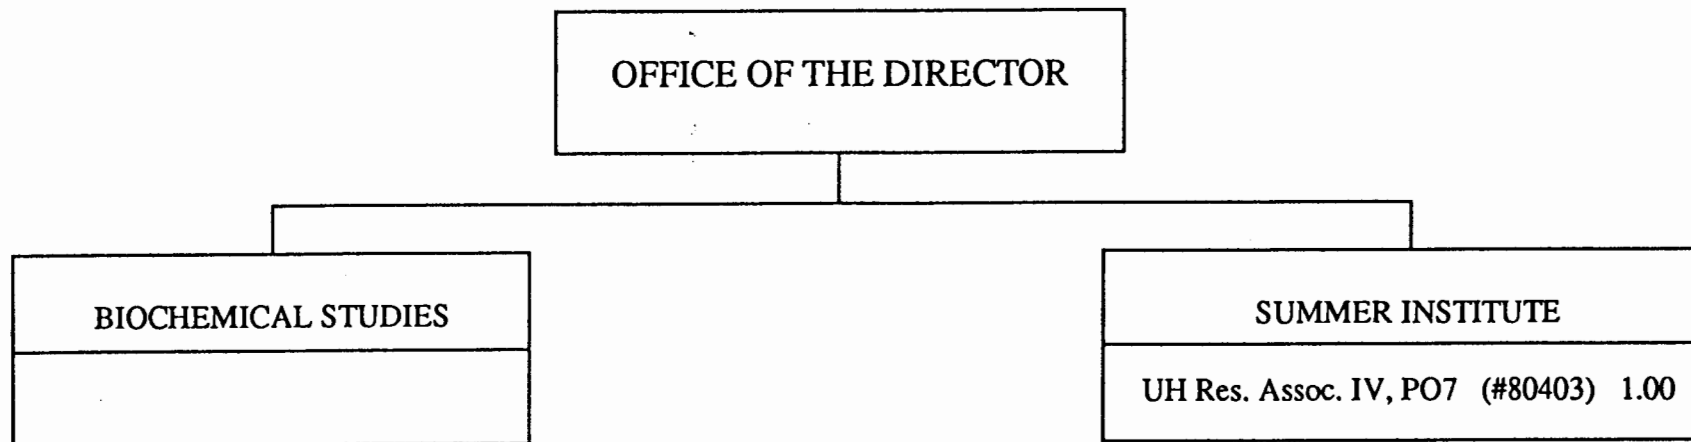 OFFICE OF THE DIRECTOR
BIOCHEMICAL STUDIES
SUMMER INSTITUTE
UH Res. Assoc. IV, PO7 (#80403) 1.00